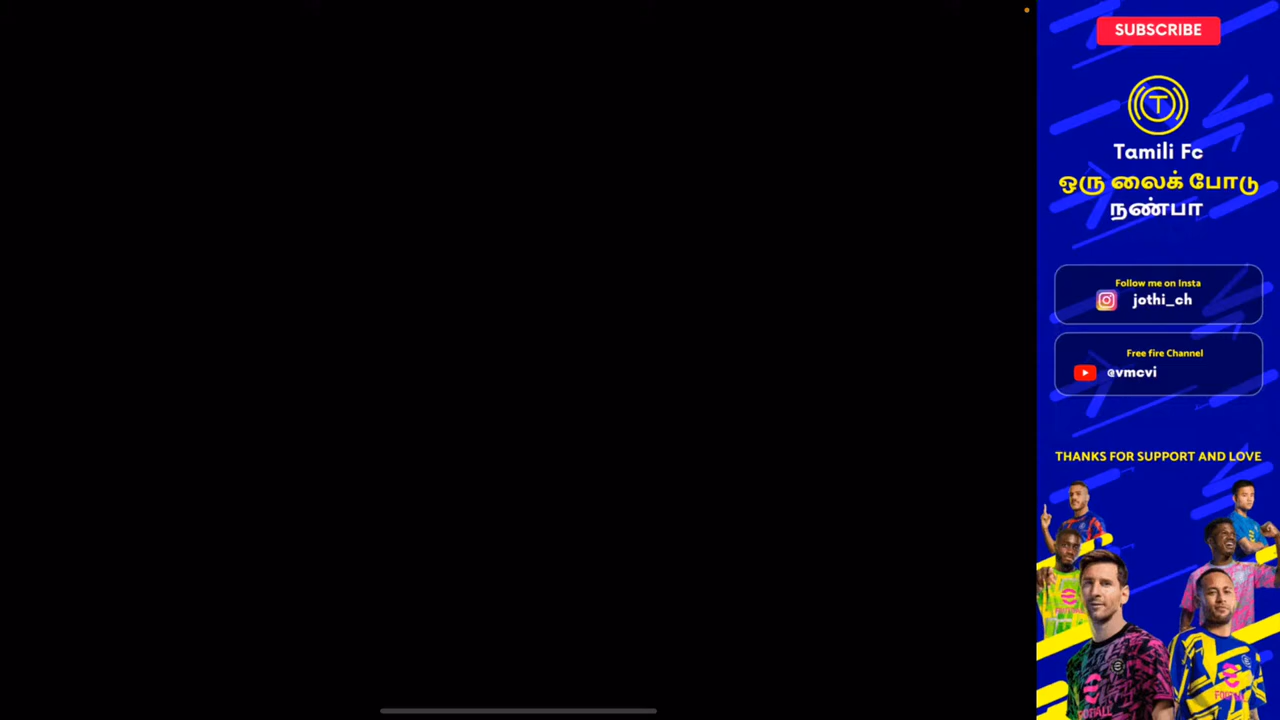 SUBSCRIBE
T
Tamili Fc
ஒரு லைக் போடு
நண்பா
Follow me on Insta
jothi_ch
Free fire Channel
@vmcvi
THANKS FOR SUPPORT AND LOVE